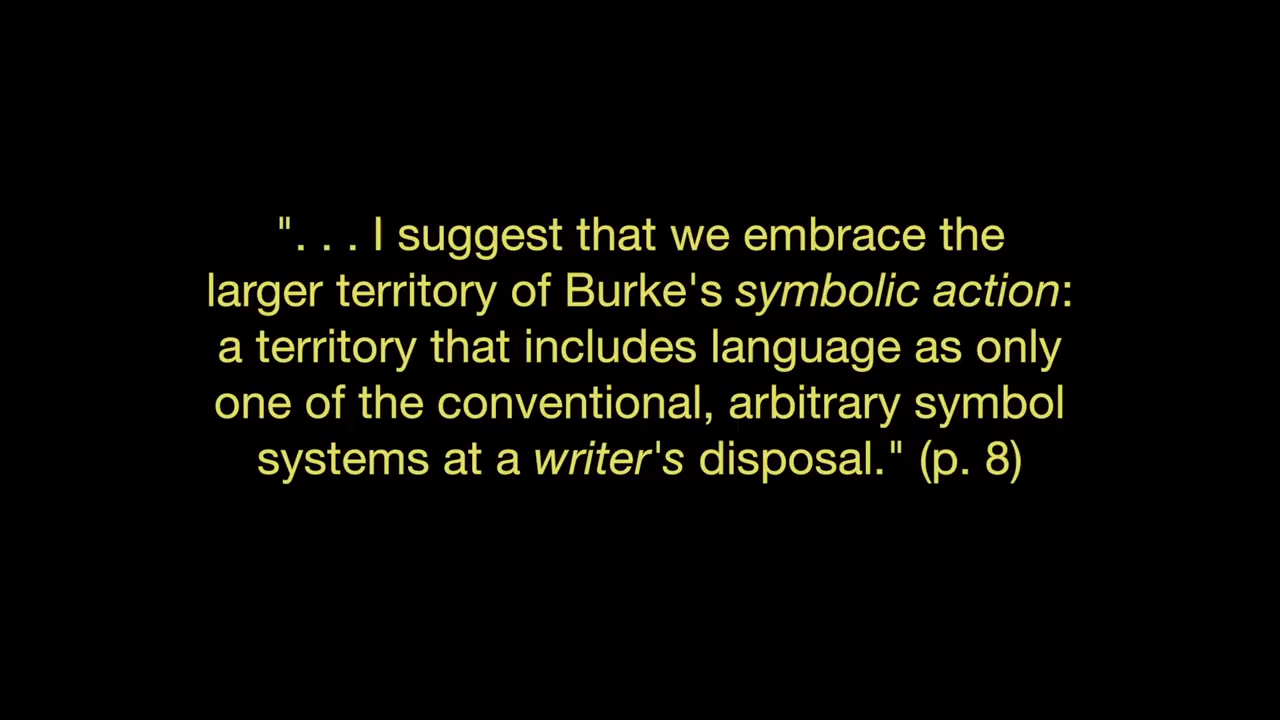 ". . . I suggest that we embrace the
larger territory of Burke's symbolic action:
a territory that includes language as only
one of the conventional, arbitrary symbol
systems at a writer's disposal." (p. 8)